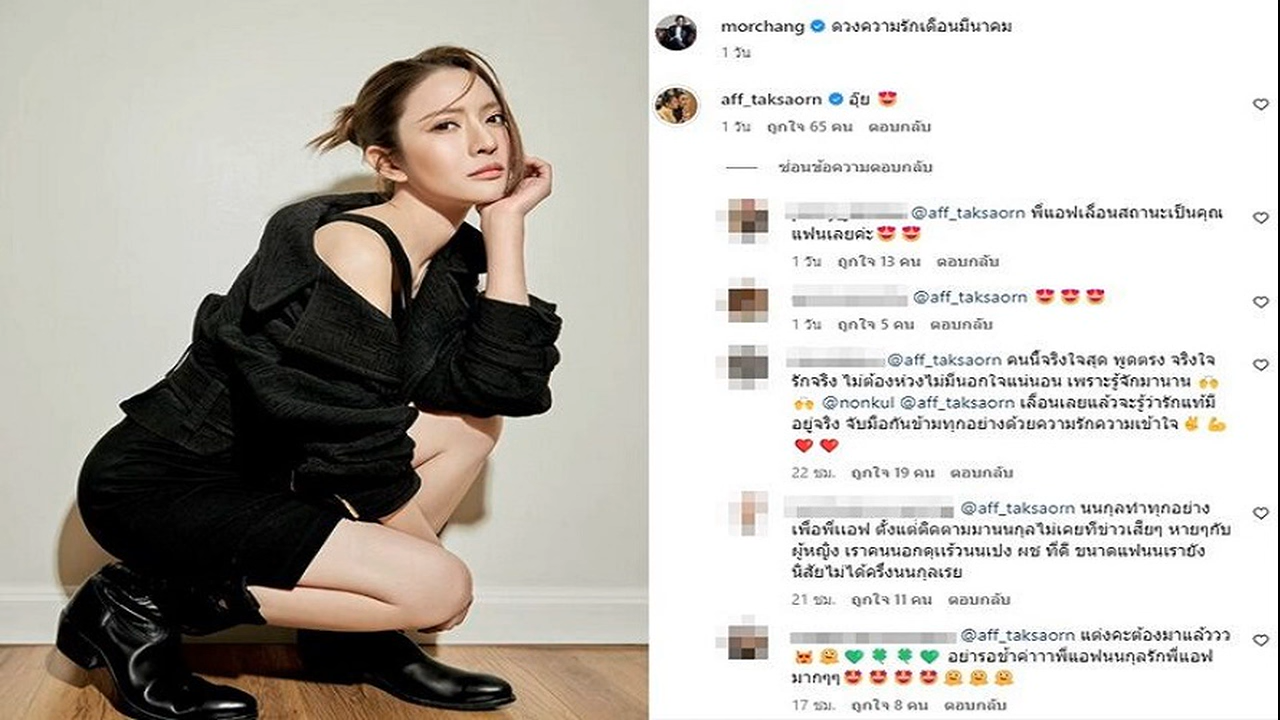 morchang ดวงความรักเดือนมีนาคม
1 วัน
aff_taksaorn อุ๊ย 😍
1 วัน ถูกใจ 65 คน ตอบกลับ
ซ่อนข้อความตอบกลับ
@aff_taksaorn พี่แอฟเลื่อนสถานะเป็นคุณ
แฟนเลยค่ะ😍 😍
1 วัน ถูกใจ 13 คน ตอบกลับ
@aff_taksaorn 😍 😍 😍
1 วัน ถูกใจ 5 คน ตอบกลับ
@aff_taksaorn คนนี้จริงใจสุด พูดตรง จริงใจ
รักจริง ไม่ต้องห่วงไม่มีนอกใจแน่นอน เพราะรู้จักมานาน 🙌
🙌 @nonkul @aff_taksaorn เลื่อนเลยแล้วจะรู้ว่ารักแท้มี
อยู่จริง จับมือกันข้ามทุกอย่างด้วยความรักความเข้าใจ ✌️ 💪
❤️ ❤️
22 ชม. ถูกใจ 19 คน ตอบกลับ
@aff_taksaorn นนกุลทำทุกอย่าง
เพื่อพี่แอฟ ตั้งแต่ติดตามมานนกุลไม่เคยทีข่าวเสียๆ หายๆกับ
ผู้หญิง เราคนนอกดูแร้วนนเปง ผช ที่ดี ขนาดแฟนนเรายัง
นิสัยไม่ได้ครึ่งนนกุลเรย
21 ชม. ถูกใจ 11 คน ตอบกลับ
@aff_taksaorn แต่งคะต้องมาแล้ววว
😻 🤗 💚 🍀 🍀 💚 อย่ารอช้าค่าาาพี่แอฟนนกุลรักพี่แอฟ
มากๆๆ😍 😍 😍 😍 🤗 🤗 🤗
17 ชม. ถูกใจ 8 คน ตอบกลับ